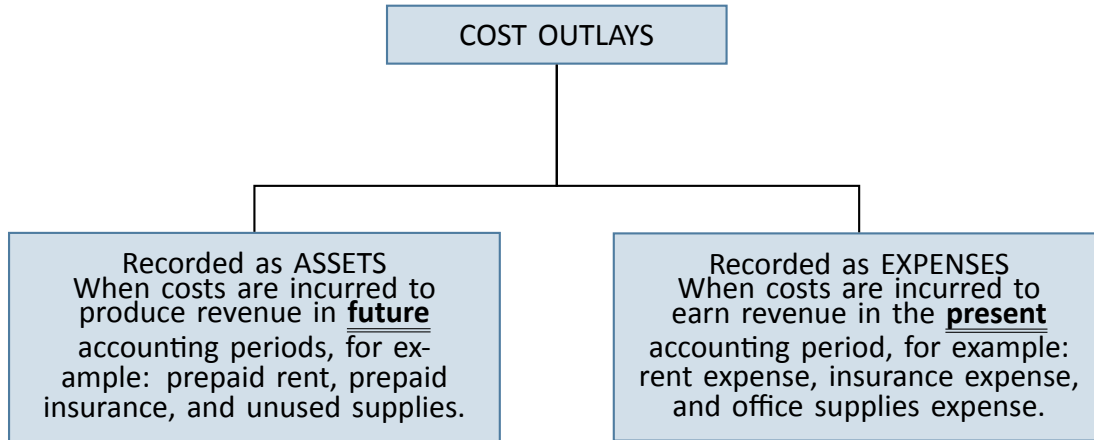 COST OUTLAYS
Recorded as ASSETS
When costs are incurred to
produce revenue in future
accounting periods, for ex-
ample: prepaid rent, prepaid
insurance, and unused supplies.
Recorded as EXPENSES
When costs are incurred to
earn revenue in the present
accounting period, for example:
rent expense, insurance expense,
and office supplies expense.